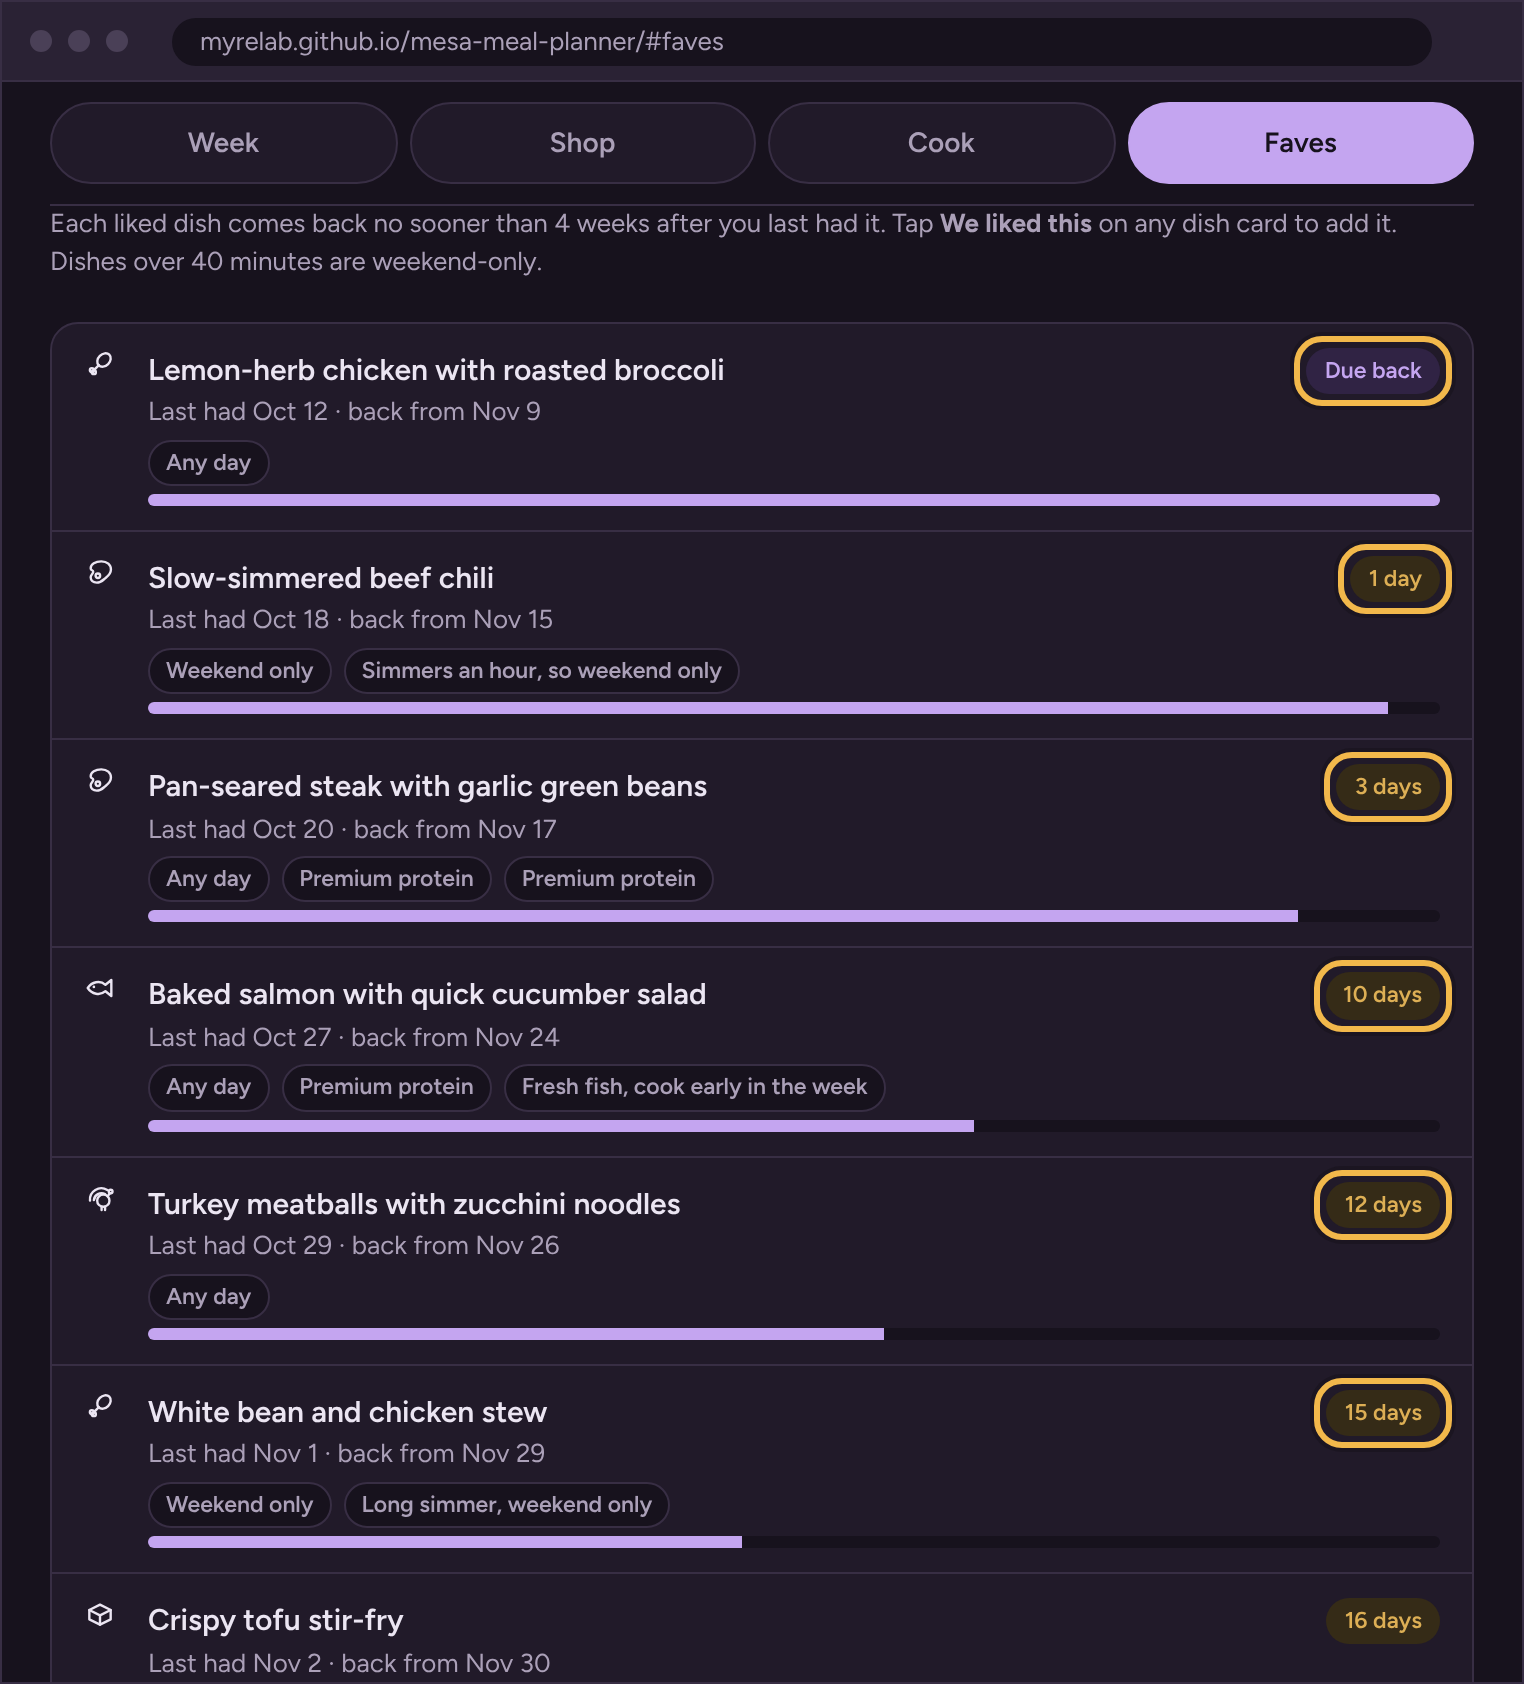 myrelab.github.io/mesa-meal-planner/#faves
Week
Shop
Cook
Faves
Each liked dish comes back no sooner than 4 weeks after you last had it. Tap We liked this on any dish card to add it.
Dishes over 40 minutes are weekend-only.
Lemon-herb chicken with roasted broccoli
Due back
Last had Oct 12 · back from Nov 9
Any day
Slow-simmered beef chili
1 day
Last had Oct 18 · back from Nov 15
Weekend only
Simmers an hour, so weekend only
Pan-seared steak with garlic green beans
3 days
Last had Oct 20 · back from Nov 17
Any day
Premium protein
Premium protein
Baked salmon with quick cucumber salad
10 days
Last had Oct 27 · back from Nov 24
Any day
Premium protein
Fresh fish, cook early in the week
Turkey meatballs with zucchini noodles
12 days
Last had Oct 29 · back from Nov 26
Any day
White bean and chicken stew
15 days
Last had Nov 1 · back from Nov 29
Weekend only
Long simmer, weekend only
Crispy tofu stir-fry
16 days
Last had Nov 2 · back from Nov 30